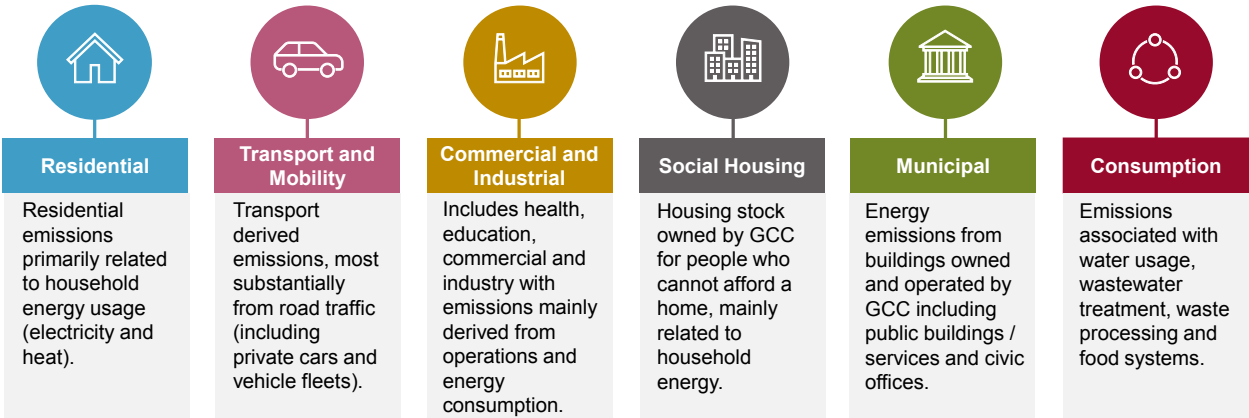 Residential
Residential
emissions
primarily related
to household
energy usage
(electricity and
heat).
Transport and
Mobility
Transport
derived
emissions, most
substantially
from road traffic
(including
private cars and
vehicle fleets).
Commercial and
Industrial
Includes health,
education,
commercial and
industry with
emissions mainly
derived from
operations and
energy
consumption.
Social Housing
Housing stock
owned by GCC
for people who
cannot afford a
home, mainly
related to
household
energy.
Municipal
Energy
emissions from
buildings owned
and operated by
GCC including
public buildings /
services and civic
offices.
Consumption
Emissions
associated with
water usage,
wastewater
treatment, waste
processing and
food systems.